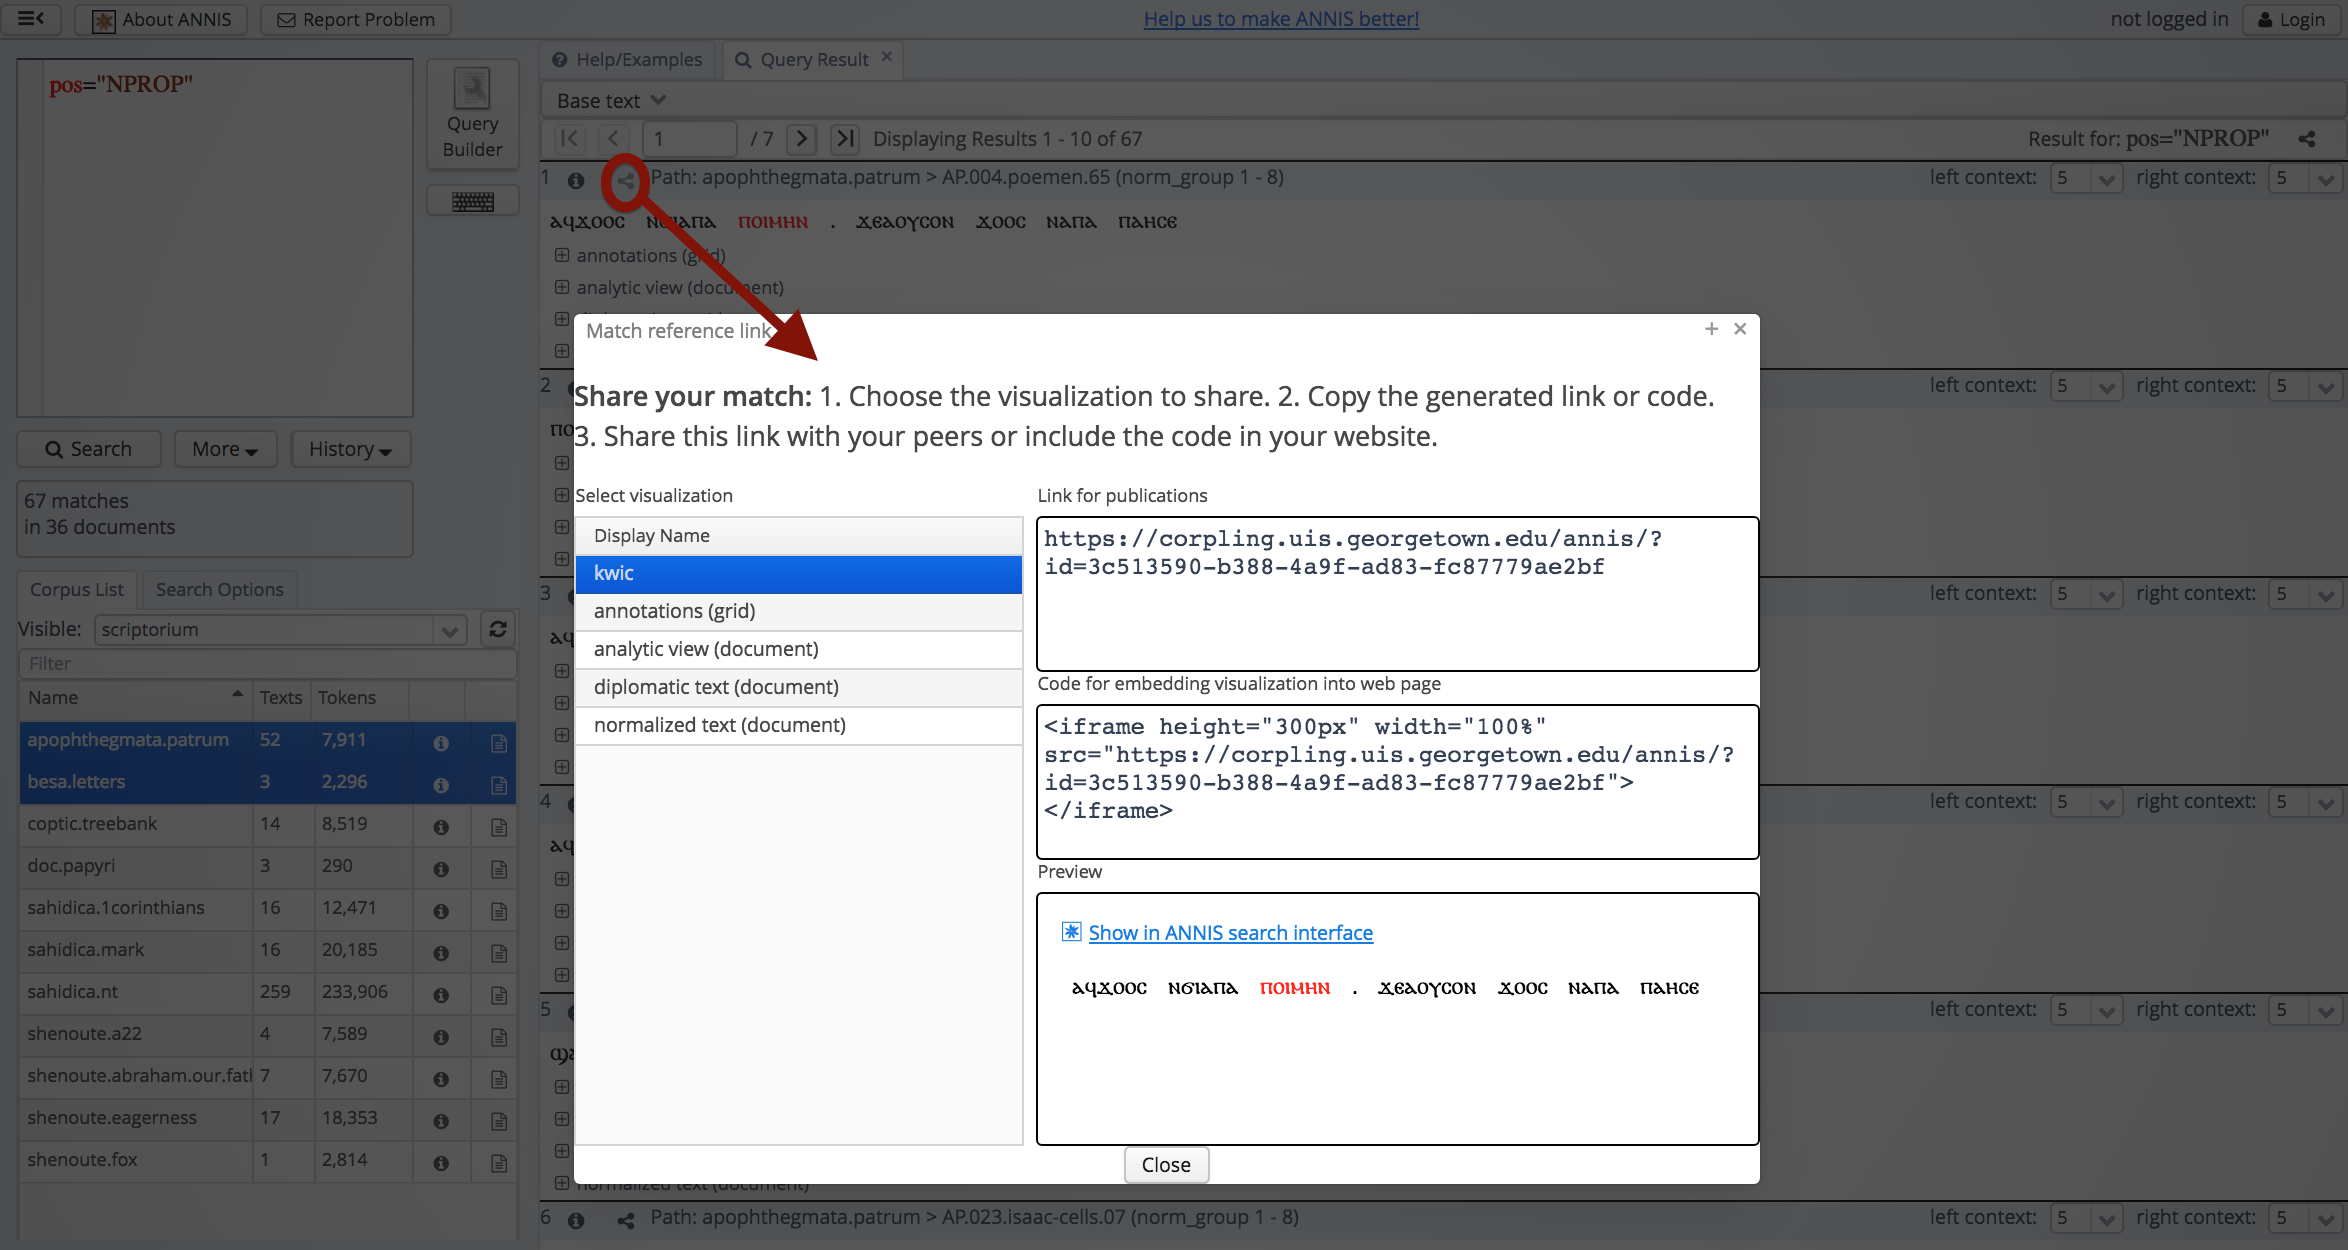 About ANNIS
Report Problem
Help us to make ANNIS better!
not logged in
Login
pos="NPROP"
Query
Builder
Search
More
History
67 matches
in 36 documents
Corpus List
Search Options
Visible:
scriptorium
Filter
Name Texts Tokens
apophthegmata.patrum 52 7,911
besa.letters 3 2,296
coptic.treebank 14 8,519
doc.papyri 3 290
sahidica.1corinthians 16 12,471
sahidica.mark 16 20,185
sahidica.nt 259 233,906
shenoute.a22 4 7,589
shenoute.abraham.our.fatl 7 7,670
shenoute.eagerness 17 18,353
shenoute.fox 1 2,814
Help/Examples
Query Result
Base text
1 / 7 Displaying Results 1 - 10 of 67
Result for: pos="NPROP"
1 Path: apophthegmata.patrum > AP.004.poemen.65 (norm_group 1 - 8)
left context: 5 right context: 5
ⲁϥϫⲟⲟⲥ ⲛϭⲓⲁⲡⲁ ⲡⲟⲓⲙⲏⲛ . ϫⲉⲁⲟⲩⲥⲟⲛ ϫⲟⲟⲥ ⲛⲁⲡⲁ ⲡⲁⲏⲥⲉ
annotations (grid)
analytic view (document)
2 left context: 5 right context: 5
3 left context: 5 right context: 5
4 left context: 5 right context: 5
5 left context: 5 right context: 5
normalized text (document)
6 Path: apophthegmata.patrum > AP.023.isaac-cells.07 (norm_group 1 - 8)
left context: 5 right context: 5
Match reference link
Share your match: 1. Choose the visualization to share. 2. Copy the generated link or code.
3. Share this link with your peers or include the code in your website.
Select visualization
Display Name
kwic
annotations (grid)
analytic view (document)
diplomatic text (document)
normalized text (document)
Link for publications
https://corpling.uis.georgetown.edu/annis/?
id=3c513590-b388-4a9f-ad83-fc87779ae2bf
Code for embedding visualization into web page
<iframe height="300px" width="100%"
src="https://corpling.uis.georgetown.edu/annis/?
id=3c513590-b388-4a9f-ad83-fc87779ae2bf">
</iframe>
Preview
Show in ANNIS search interface
ⲁϥϫⲟⲟⲥ ⲛϭⲓⲁⲡⲁ ⲡⲟⲓⲙⲏⲛ . ϫⲉⲁⲟⲩⲥⲟⲛ ϫⲟⲟⲥ ⲛⲁⲡⲁ ⲡⲁⲏⲥⲉ
Close